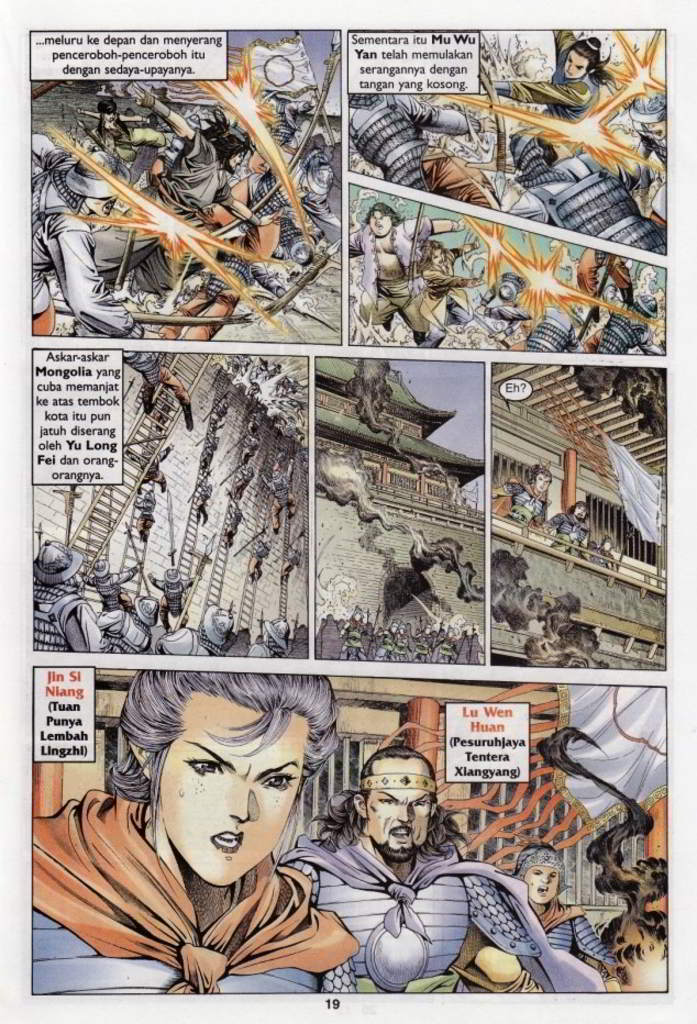 ...meluru ke depan dan menyerang
penceroboh-penceroboh itu
dengan sedaya-upayanya.
Sementara itu Mu Wu
Yan telah memulakan
serangannya dengan
tangan yang kosong.
Askar-askar
Mongolia yang
cuba memanjat
ke atas tembok
kota itu pun
jatuh diserang
oleh Yu Long
Fei dan orang-
orangnya.
Eh?
Jin Si
Niang
(Tuan
Punya
Lembah
Lingzhi)
Lu Wen
Huan
(Pesuruhjaya
Tentera
Xiangyang)
19